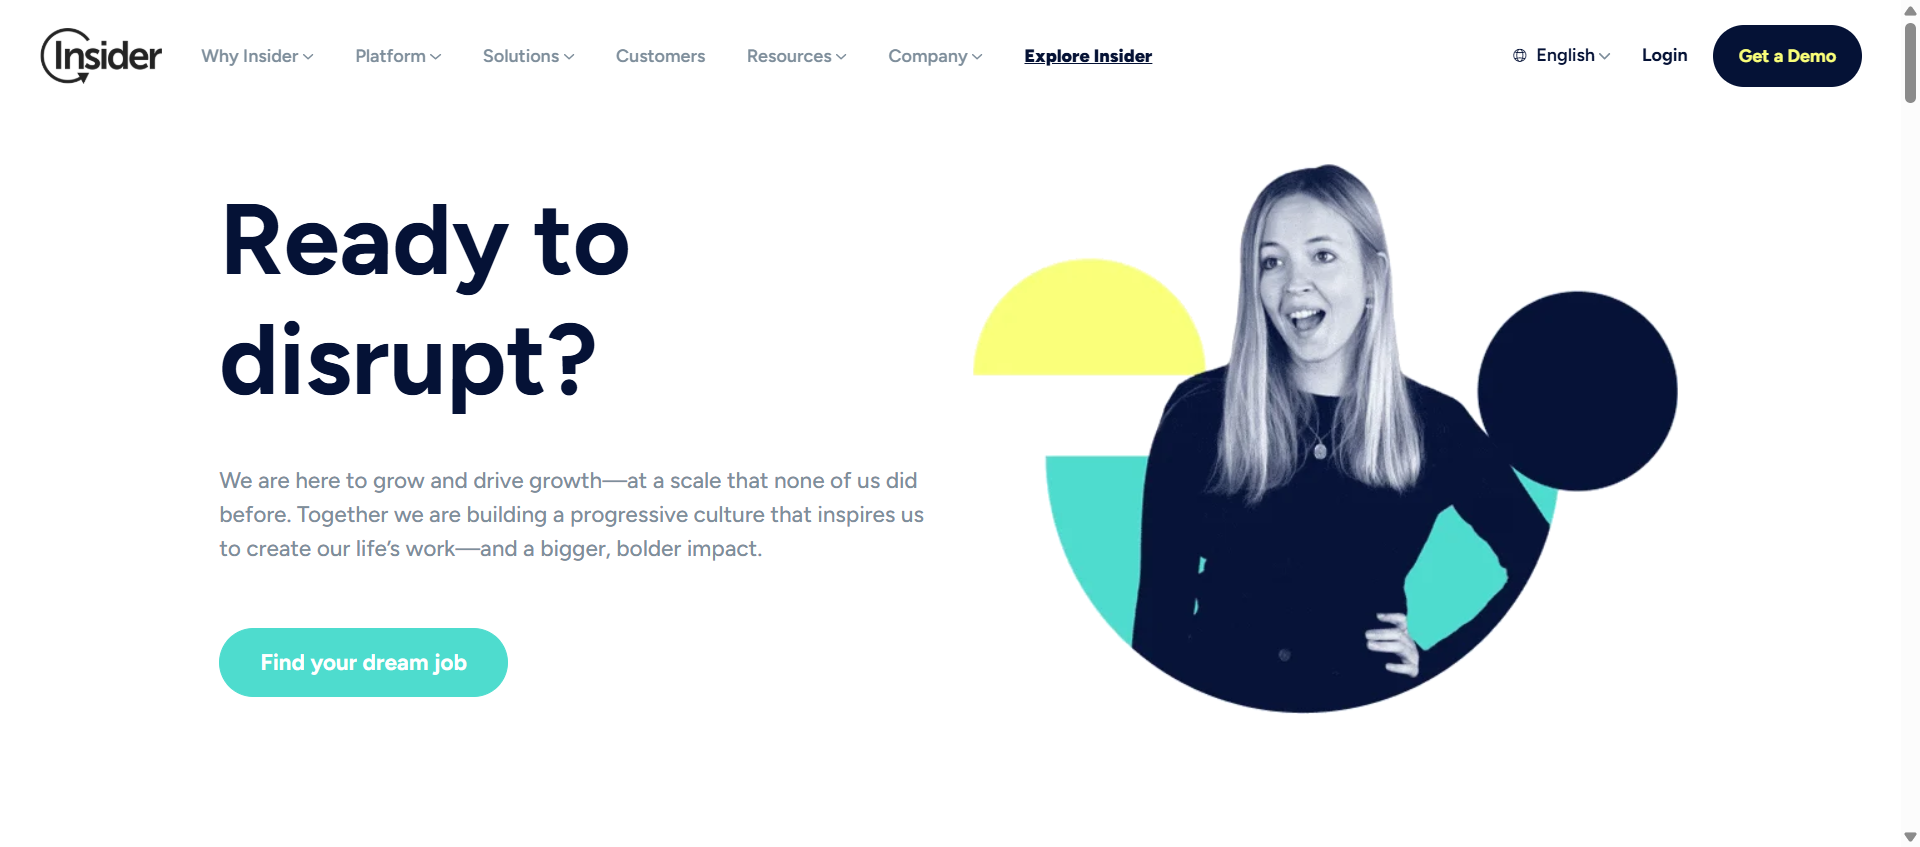 Insider
Why Insider
Platform
Solutions
Customers
Resources
Company
Explore Insider
English
Login
Get a Demo
Ready to
disrupt?
We are here to grow and drive growth—at a scale that none of us did
before. Together we are building a progressive culture that inspires us
to create our life’s work—and a bigger, bolder impact.
Find your dream job